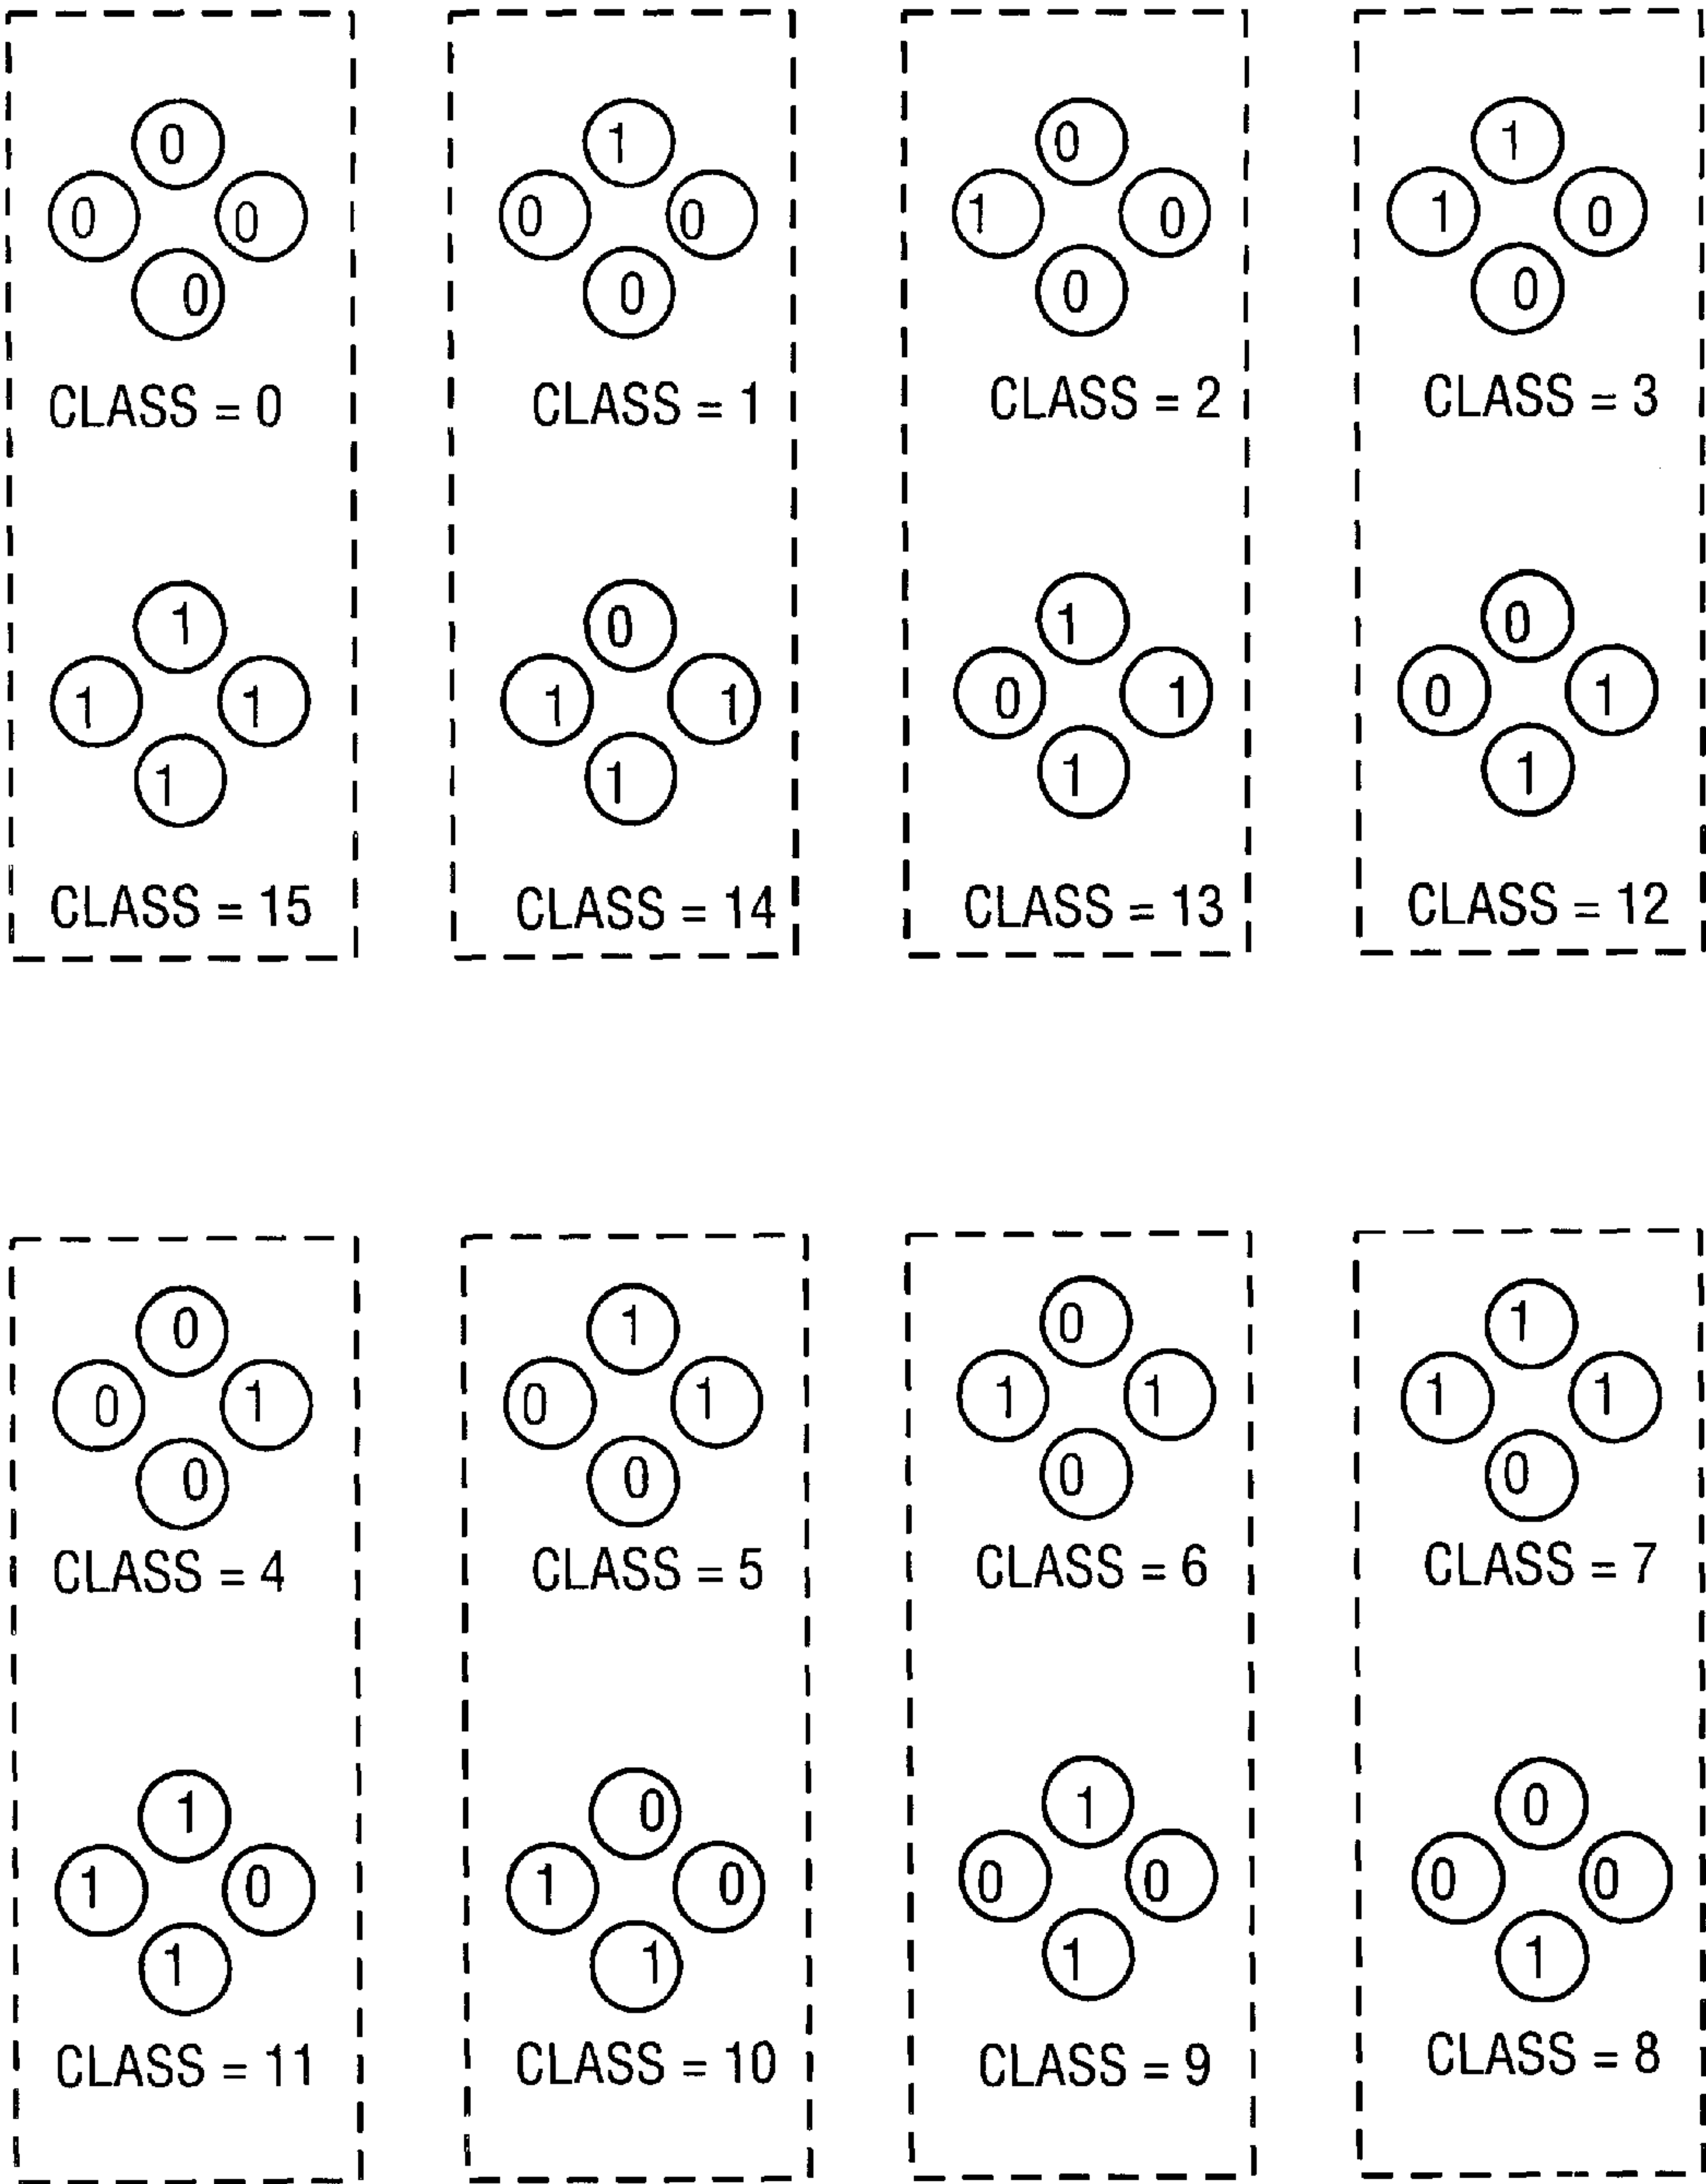 0 1 0 1
0 0 0 0 1 0 1 0
0 0 0 0
CLASS = 0 CLASS = 1 CLASS = 2 CLASS = 3
1 0 1 0
1 1 1 1 0 1 0 1
1 1 1 1
CLASS = 15 CLASS = 14 CLASS = 13 CLASS = 12
0 1 0 1
0 1 0 1 1 1 1 1
0 0 0 0
CLASS = 4 CLASS = 5 CLASS = 6 CLASS = 7
1 0 1 0
1 0 1 0 0 0 0 0
1 1 1 1
CLASS = 11 CLASS = 10 CLASS = 9 CLASS = 8